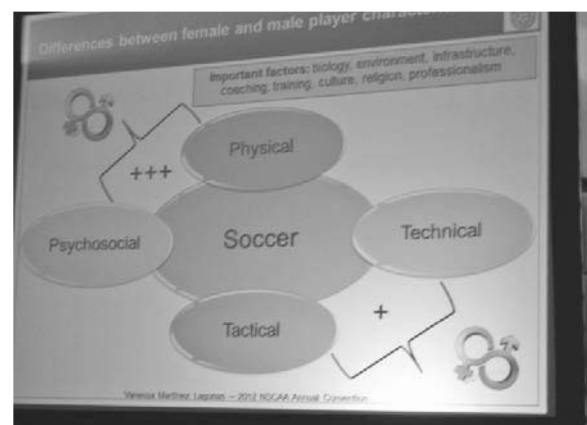 Differences between female and male player
Important factors: biology, environment, infrastructure,
coaching, training, culture, religion, professionalism
Physical
+++
Psychosocial
Soccer
Technical
Tactical
+
Vanessa Martinez Lagunas – 2012 NSCAA Annual Convention